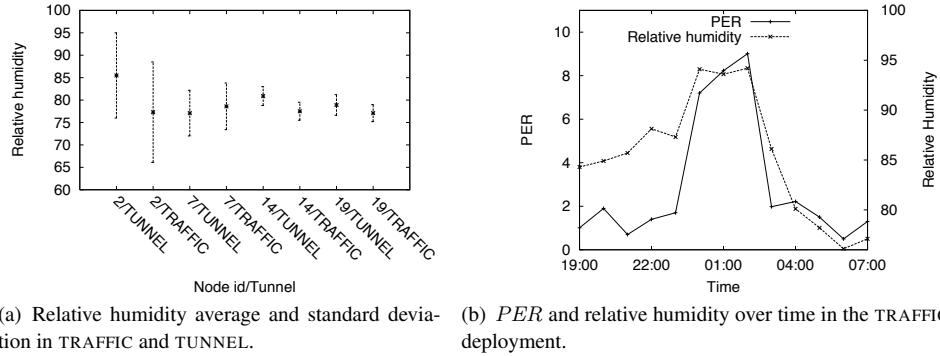 100
95
90
85
80
75
70
65
60
Relative humidity
2/TUNNEL
2/TRAFFIC
7/TUNNEL
7/TRAFFIC
14/TUNNEL
14/TRAFFIC
19/TUNNEL
19/TRAFFIC
Node id/Tunnel
(a) Relative humidity average and standard devia-
tion in TRAFFIC and TUNNEL.
PER
Relative humidity
10
8
6
4
2
0
PER
100
95
90
85
80
Relative Humidity
19:00
22:00
01:00
04:00
07:00
Time
(b) PER and relative humidity over time in the TRAFFIC
deployment.